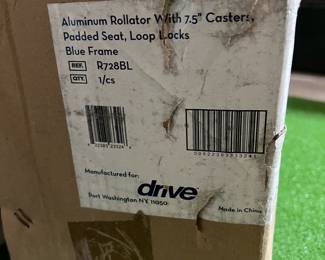 Aluminum Rollator With 7.5" Casters,
Padded Seat, Loop Locks
Blue Frame
REF. R728BL
QTY. 1/cs
Manufactured for:
drive
Port Washington NY 11050
Made in China